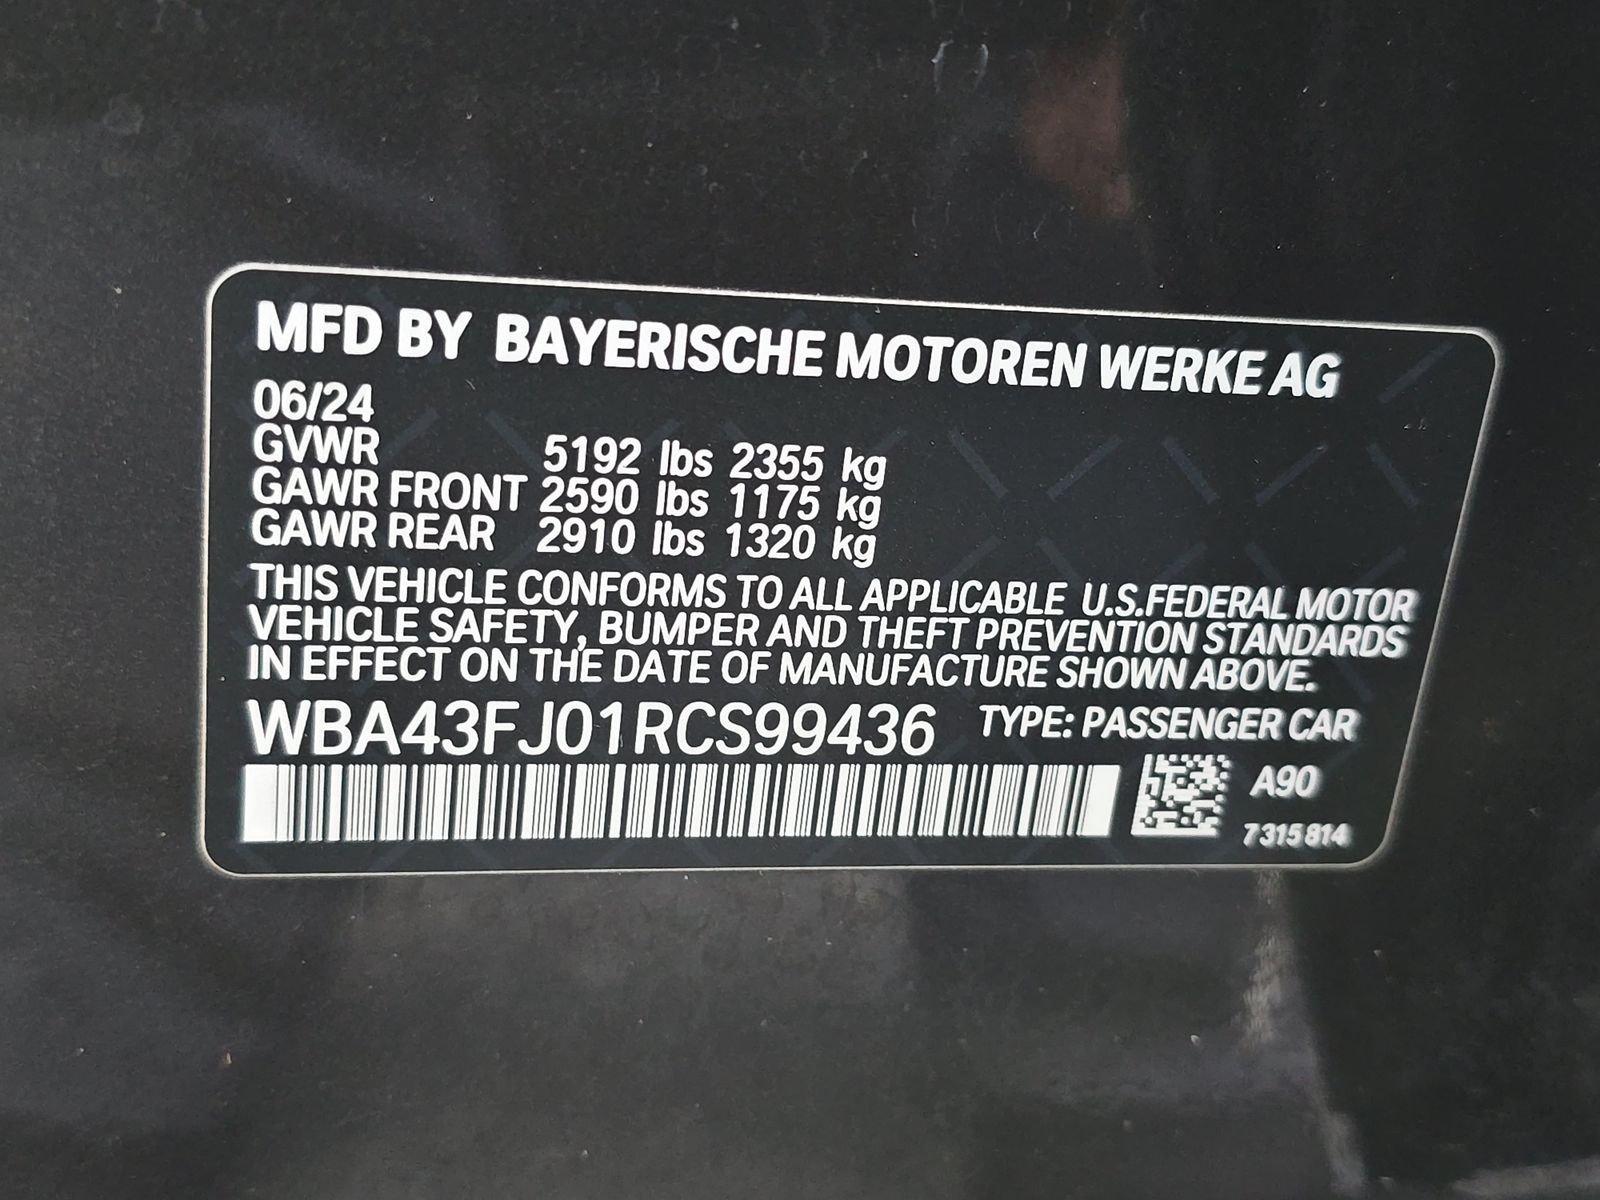 MFD BY BAYERISCHE MOTOREN WERKE AG
06/24
GVWR 5192 lbs 2355 kg
GAWR FRONT 2590 lbs 1175 kg
GAWR REAR 2910 lbs 1320 kg
THIS VEHICLE CONFORMS TO ALL APPLICABLE U.S.FEDERAL MOTOR
VEHICLE SAFETY, BUMPER AND THEFT PREVENTION STANDARDS
IN EFFECT ON THE DATE OF MANUFACTURE SHOWN ABOVE.
WBA43FJ01RCS99436 TYPE: PASSENGER CAR
A90
7315814